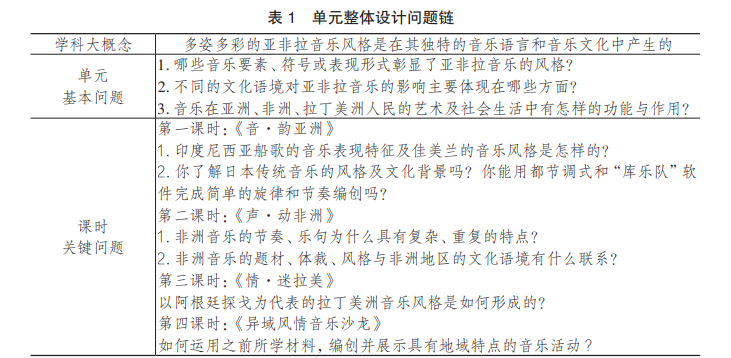 表 1 单元整体设计问题链
学科大概念 多姿多彩的亚非拉音乐风格是在其独特的音乐语言和音乐文化中产生的
单元
基本问题
1. 哪些音乐要素、符号或表现形式彰显了亚非拉音乐的风格?
2. 不同的文化语境对亚非拉音乐的影响主要体现在哪些方面?
3. 音乐在亚洲、非洲、拉丁美洲人民的艺术及社会生活中有怎样的功能与作用?
课时
关键问题
第一课时:《音·韵亚洲》
1. 印度尼西亚船歌的音乐表现特征及佳美兰的音乐风格是怎样的?
2. 你了解日本传统音乐的风格及文化背景吗? 你能用都节调式和“库乐队”软
件完成简单的旋律和节奏编创吗?
第二课时:《声·动非洲》
1. 非洲音乐的节奏、乐句为什么具有复杂、重复的特点?
2. 非洲音乐的题材、体裁、风格与非洲地区的文化语境有什么联系?
第三课时:《情·迷拉美》
以阿根廷探戈为代表的拉丁美洲音乐风格是如何形成的?
第四课时:《异域风情音乐沙龙》
如何运用之前所学材料,编创并展示具有地域特点的音乐活动?